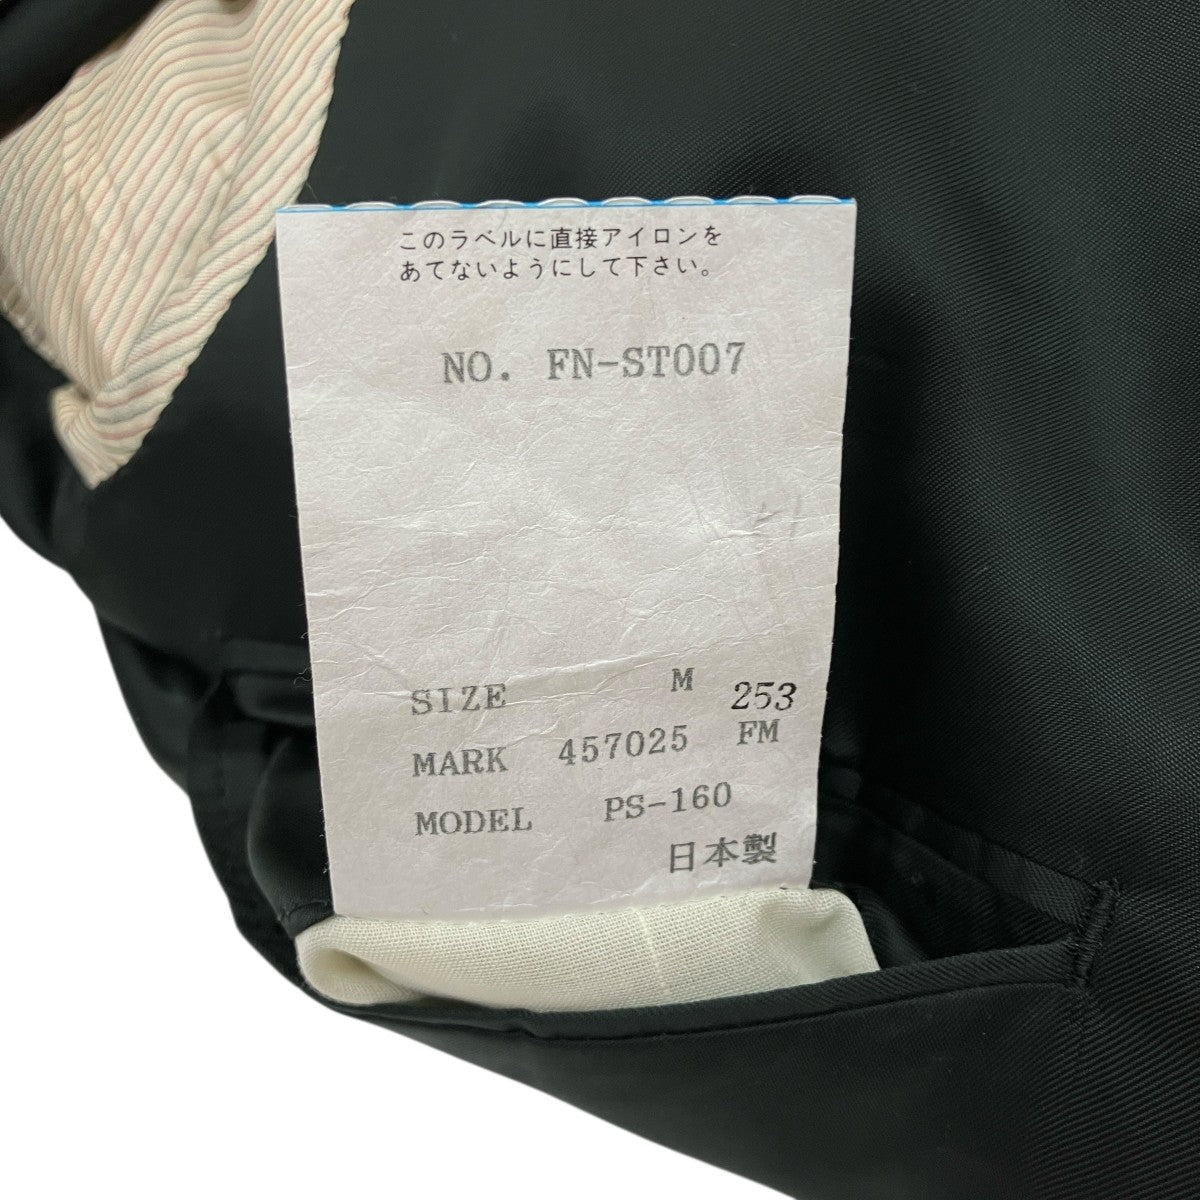 このラベルに直接アイロンを
あてないようにして下さい。
NO. FN-ST007
SIZE M 253
MARK 457025 FM
MODEL PS-160
日本製